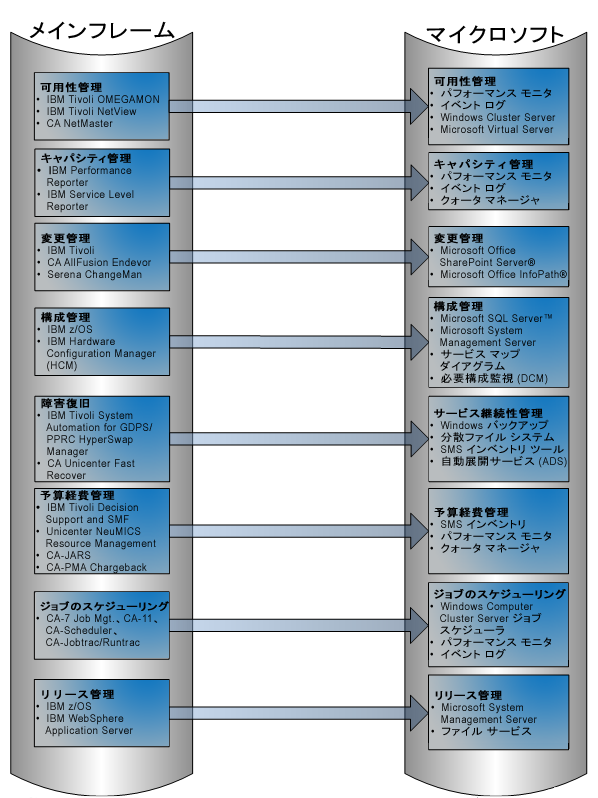 メインフレーム
可用性管理
• IBM Tivoli OMEGAMON
• IBM Tivoli NetView
• CA NetMaster
キャパシティ管理
• IBM Performance
Reporter
• IBM Service Level
Reporter
変更管理
• IBM Tivoli
• CA AllFusion Endevor
• Serena ChangeMan
構成管理
• IBM z/OS
• IBM Hardware
Configuration Manager
(HCM)
障害復旧
• IBM Tivoli System
Automation for GDPS/
PPRC HyperSwap
Manager
• CA Unicenter Fast
Recover
予算経費管理
• IBM Tivoli Decision
Support and SMF
• Unicenter NeuMICS
Resource Management
• CA-JARS
• CA-PMA Chargeback
ジョブのスケジューリング
• CA-7 Job Mgt.、CA-11、
CA-Scheduler、
CA-Jobtrac/Runtrac
リリース管理
• IBM z/OS
• IBM WebSphere
Application Server
マイクロソフト
可用性管理
• パフォーマンス モニタ
• イベント ログ
• Windows Cluster Server
• Microsoft Virtual Server
キャパシティ管理
• パフォーマンス モニタ
• イベント ログ
• クォータ マネージャ
変更管理
• Microsoft Office
SharePoint Server®
• Microsoft Office InfoPath®
構成管理
• Microsoft SQL Server™
• Microsoft System
Management Server
• サービス マップ
ダイアグラム
• 必要構成監視 (DCM)
サービス継続性管理
• Windows バックアップ
• 分散ファイル システム
• SMS インベントリ ツール
• 自動展開サービス (ADS)
予算経費管理
• SMS インベントリ
• パフォーマンス モニタ
• クォータ マネージャ
ジョブのスケジューリング
• Windows Computer
Cluster Server ジョブ
スケジューラ
• パフォーマンス モニタ
• イベント ログ
リリース管理
• Microsoft System
Management Server
• ファイル サービス